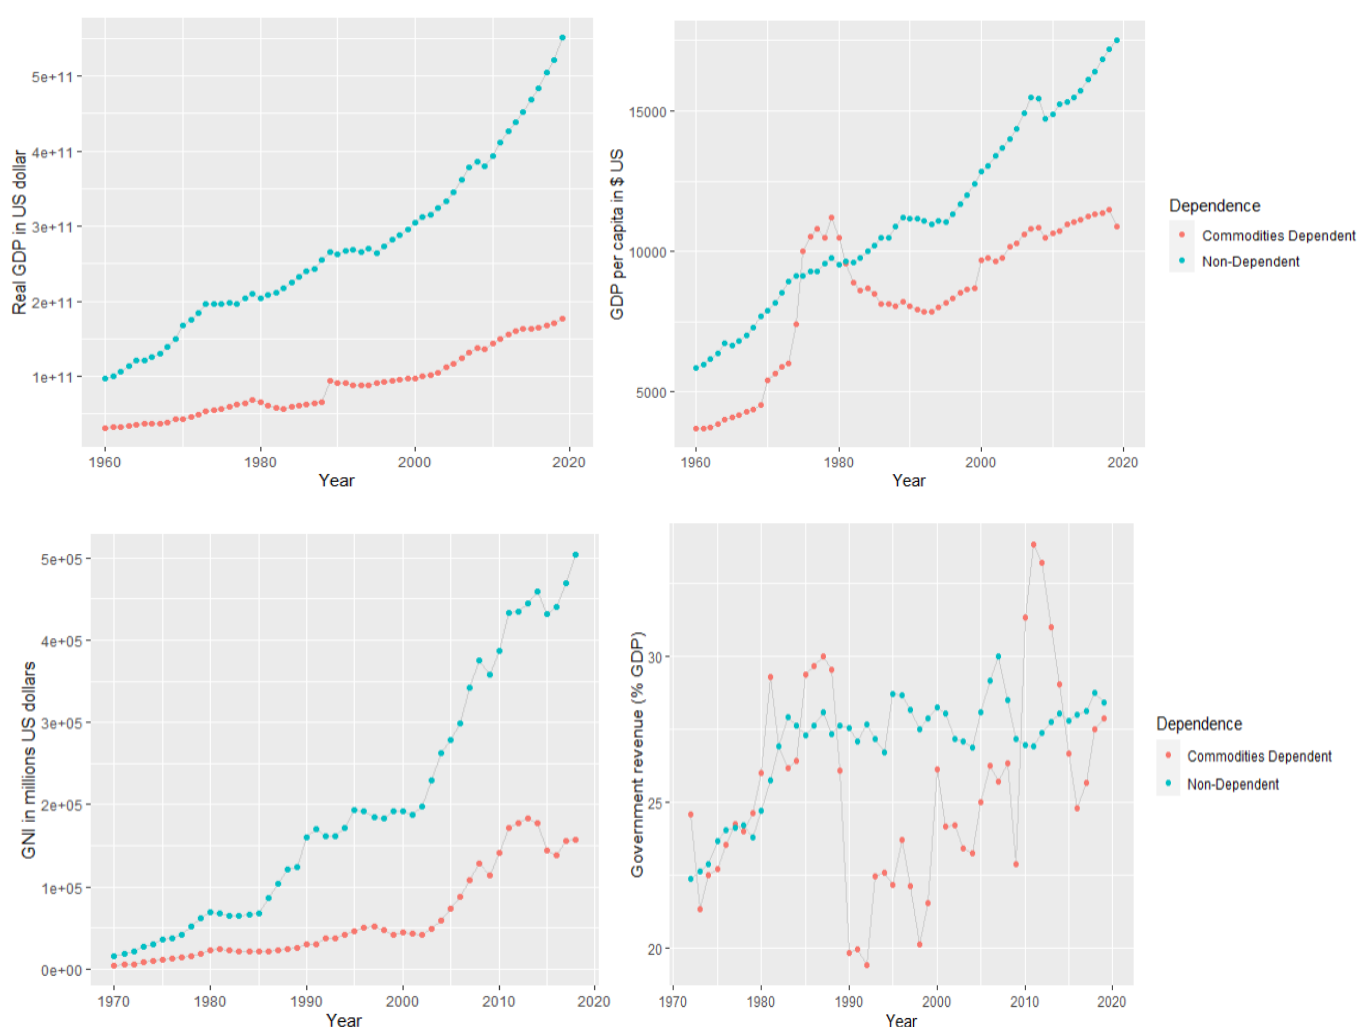 Real GDP in US dollar
5e+11
4e+11
3e+11
2e+11
1e+11
1960
1980
2000
2020
Year
GDP per capita in $ US
15000
10000
5000
1960
1980
2000
2020
Year
Dependence
Commodities Dependent
Non-Dependent
GNI in millions US dollars
5e+05
4e+05
3e+05
2e+05
1e+05
0e+00
1970
1980
1990
2000
2010
2020
Year
Government revenue (% GDP)
30
25
20
1970
1980
1990
2000
2010
2020
Year
Dependence
Commodities Dependent
Non-Dependent